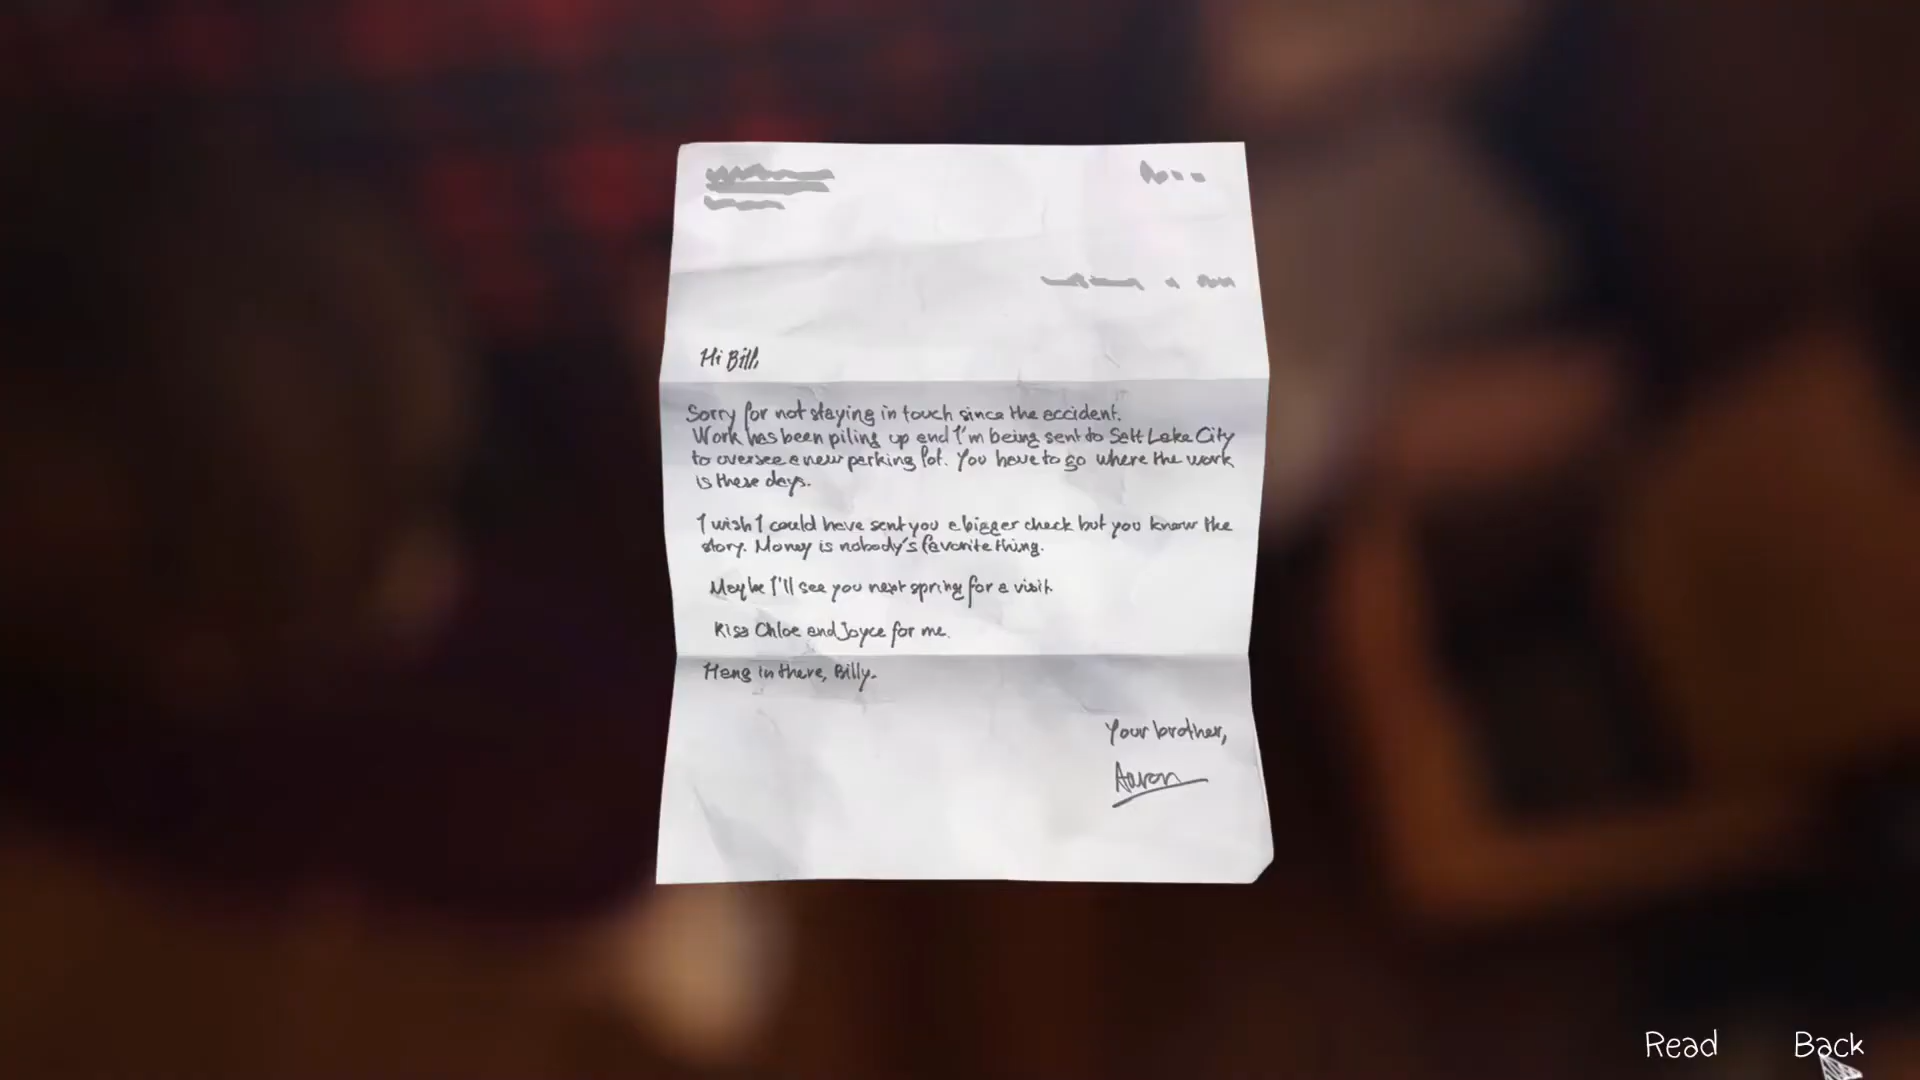 Hi Bill,
Sorry for not staying in touch since the accident.
Work has been piling up and I'm being sent to Salt Lake City
to oversee a new parking lot. You have to go where the work
is these days.
I wish I could have sent you a bigger check but you know the
story. Money is nobody's favorite thing.
Maybe I'll see you next spring for a visit.
Kiss Chloe and Joyce for me.
Hang in there, Billy.
Your brother,
Aaron
Read
Back